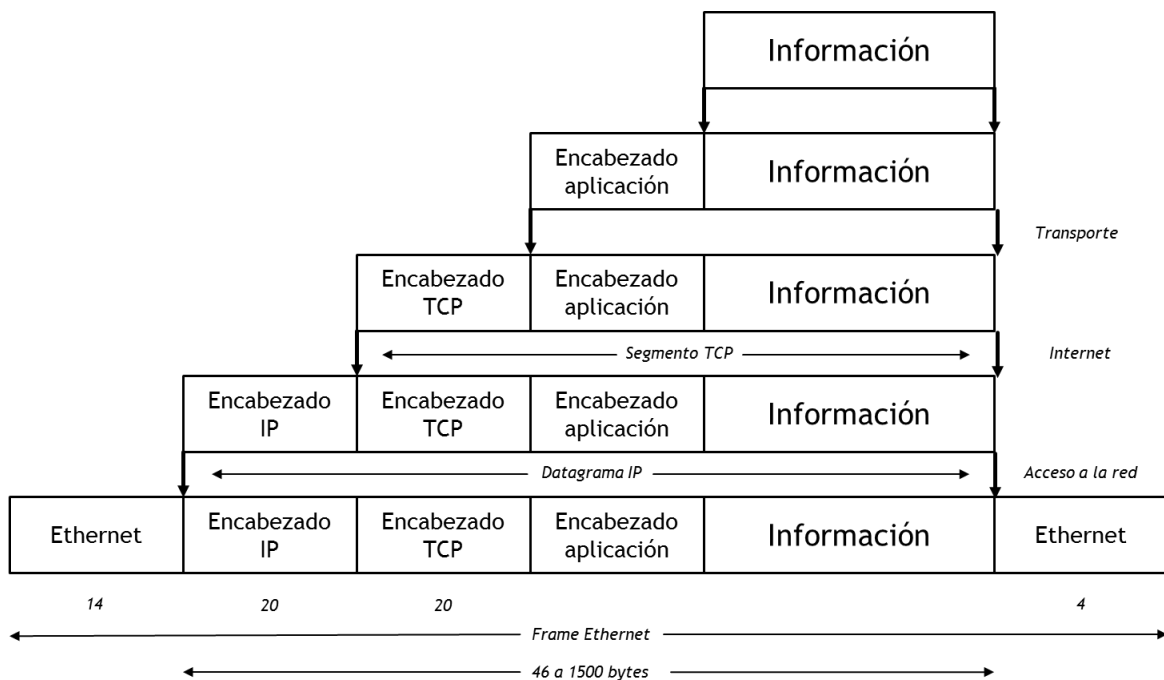 Información
Encabezado
aplicación
Información
Transporte
Encabezado
TCP
Encabezado
aplicación
Información
Segmento TCP
Internet
Encabezado
IP
Encabezado
TCP
Encabezado
aplicación
Información
Datagrama IP
Acceso a la red
Ethernet
Encabezado
IP
Encabezado
TCP
Encabezado
aplicación
Información
Ethernet
14
20
20
4
Frame Ethernet
46 a 1500 bytes